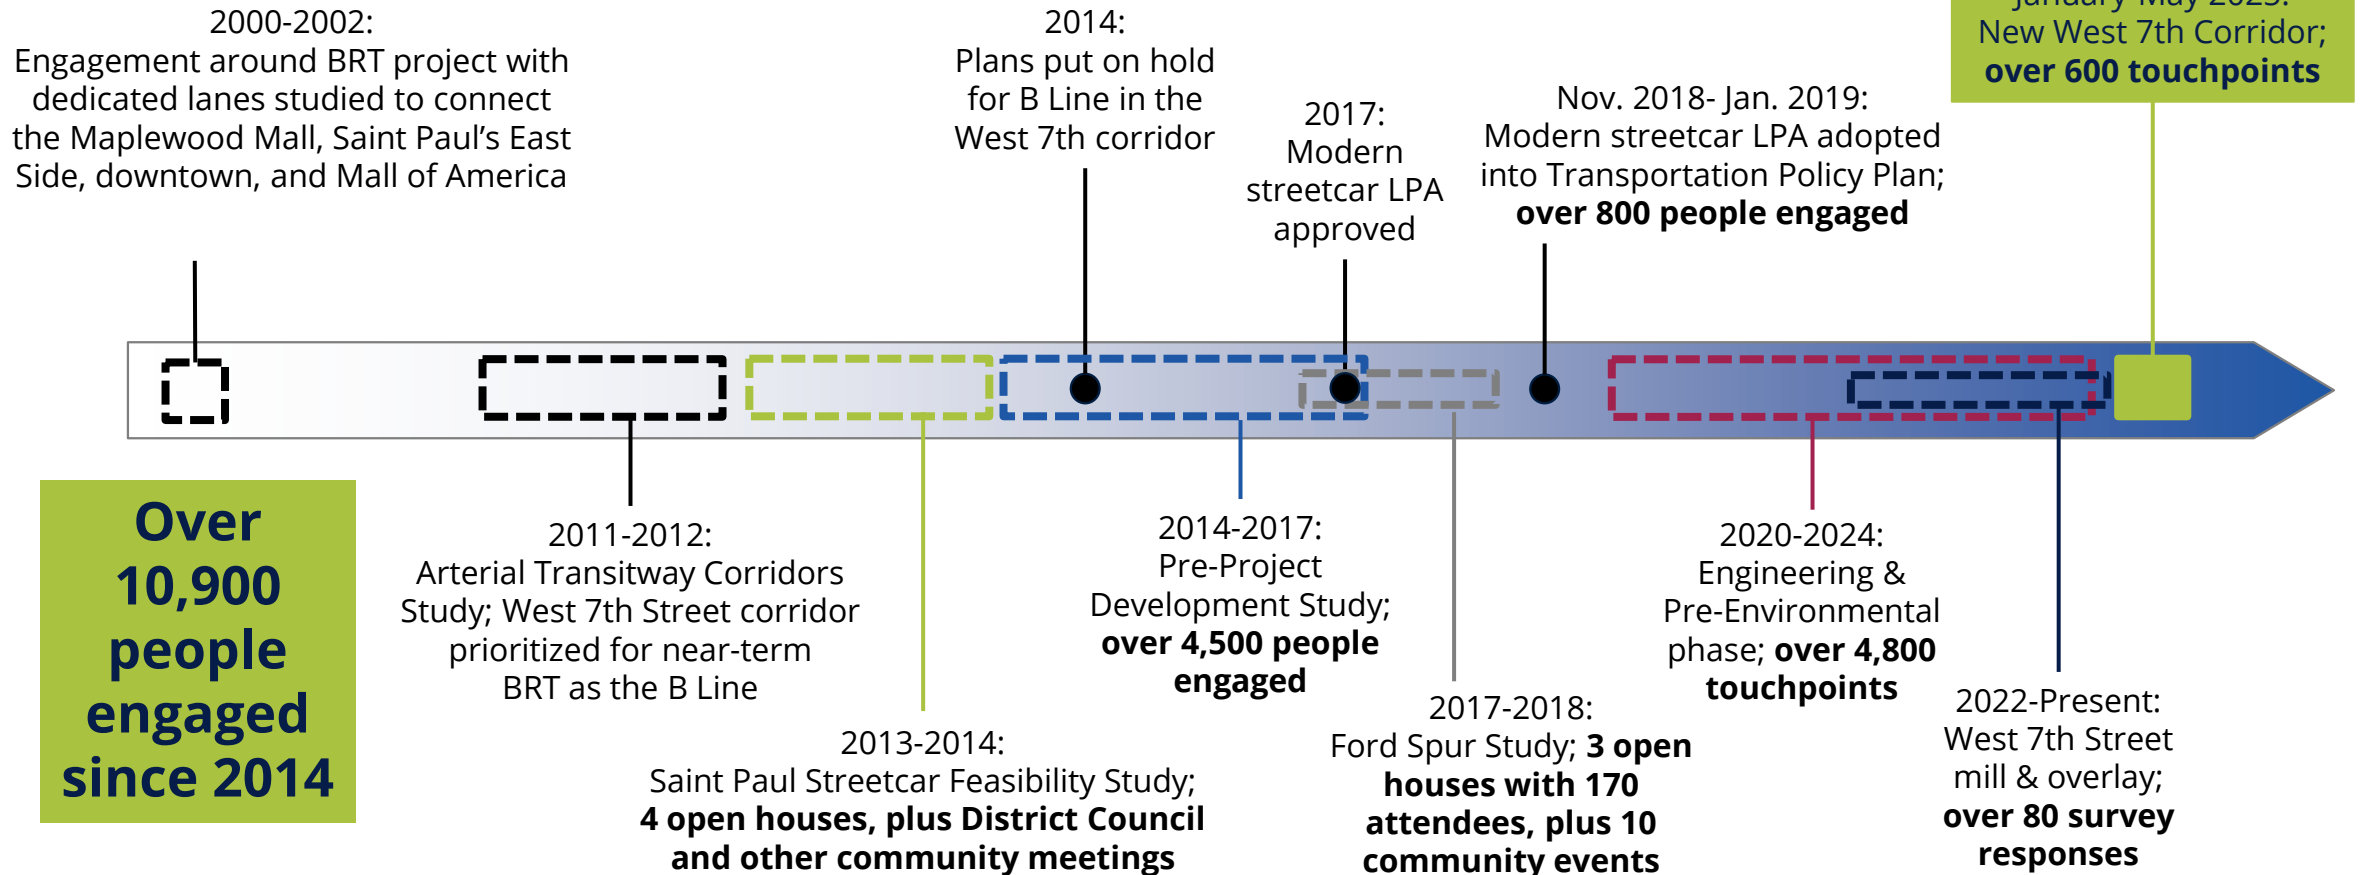 2000-2002:
Engagement around BRT project with
dedicated lanes studied to connect
the Maplewood Mall, Saint Paul’s East
Side, downtown, and Mall of America
2014:
Plans put on hold
for B Line in the
West 7th corridor
2017:
Modern
streetcar LPA
approved
Nov. 2018- Jan. 2019:
Modern streetcar LPA adopted
into Transportation Policy Plan;
over 800 people engaged
New West 7th Corridor;
over 600 touchpoints
Over
10,900
people
engaged
since 2014
2011-2012:
Arterial Transitway Corridors
Study; West 7th Street corridor
prioritized for near-term
BRT as the B Line
2013-2014:
Saint Paul Streetcar Feasibility Study;
4 open houses, plus District Council
and other community meetings
2014-2017:
Pre-Project
Development Study;
over 4,500 people
engaged
2017-2018:
Ford Spur Study; 3 open
houses with 170
attendees, plus 10
community events
2020-2024:
Engineering &
Pre-Environmental
phase; over 4,800
touchpoints
2022-Present:
West 7th Street
mill & overlay;
over 80 survey
responses